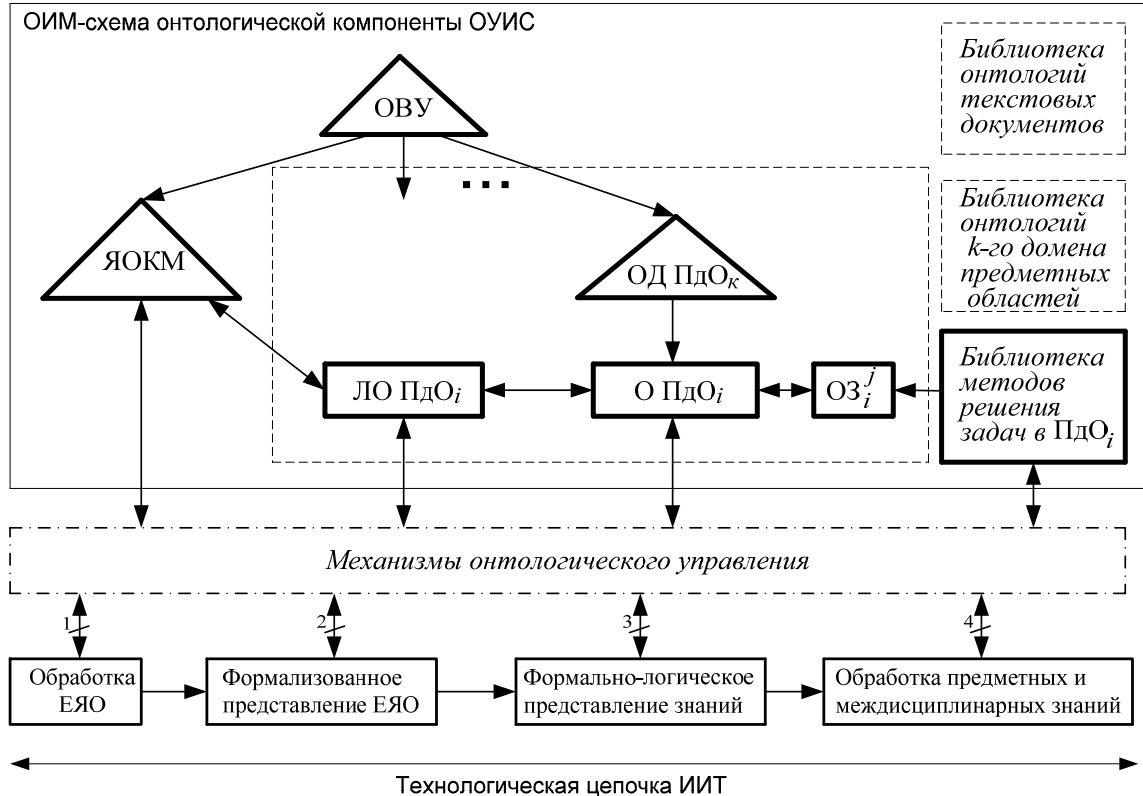 ОИМ-схема онтологической компоненты ОУИС
Библиотека
онтологий
текстовых
документов
ОВУ
...
Библиотека
онтологий
k-го домена
предметных
областей
ЯОКМ
ОД ПдОк
Библиотека
методов
решения
задач в ПдОi
ЛО ПдОi
О ПдОi
ОЗ i j
Механизмы онтологического управления
1
2
3
4
Обработка
ЕЯО
Формализованное
представление ЕЯО
Формально-логическое
представление знаний
Обработка предметных и
междисциплинарных знаний
Технологическая цепочка ИИТ